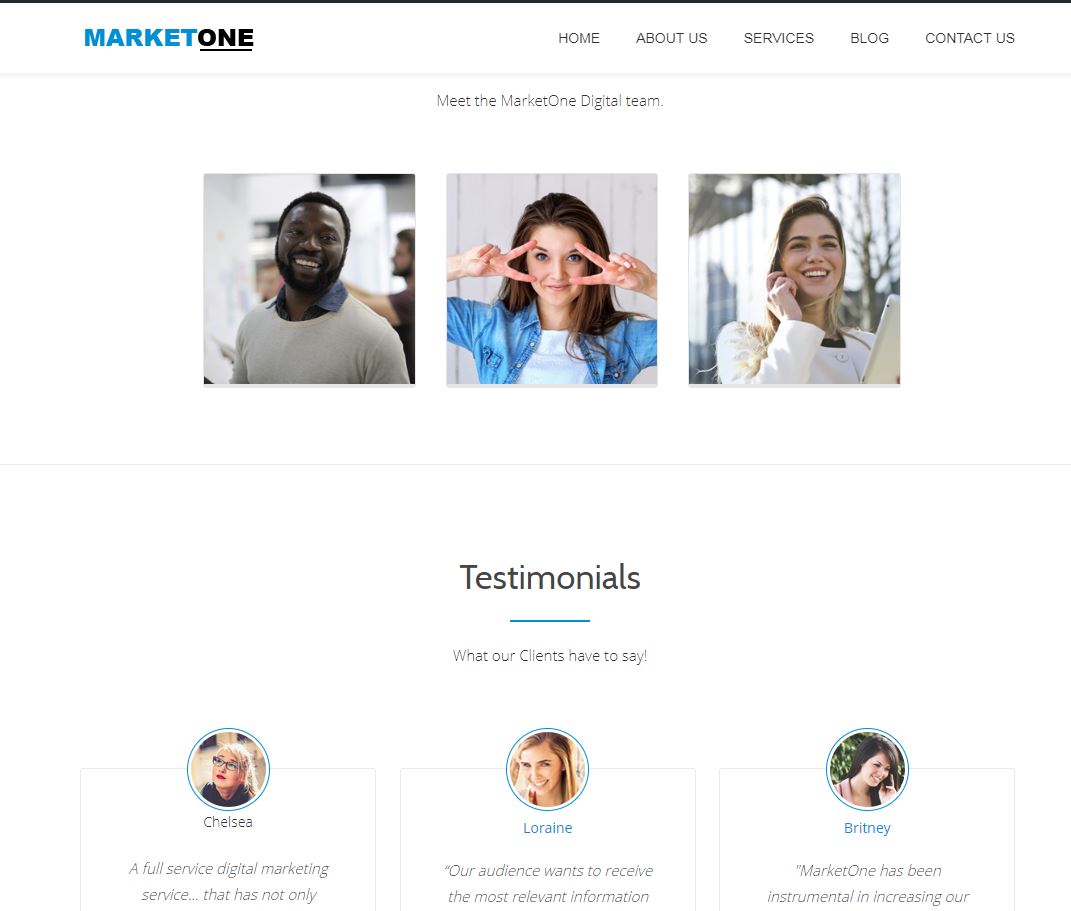 MARKETONE
HOME ABOUT US SERVICES BLOG CONTACT US
Meet the MarketOne Digital team.
Testimonials
What our Clients have to say!
Chelsea
A full service digital marketing
service... that has not only
Loraine
“Our audience wants to receive
the most relevant information
Britney
"MarketOne has been
instrumental in increasing our